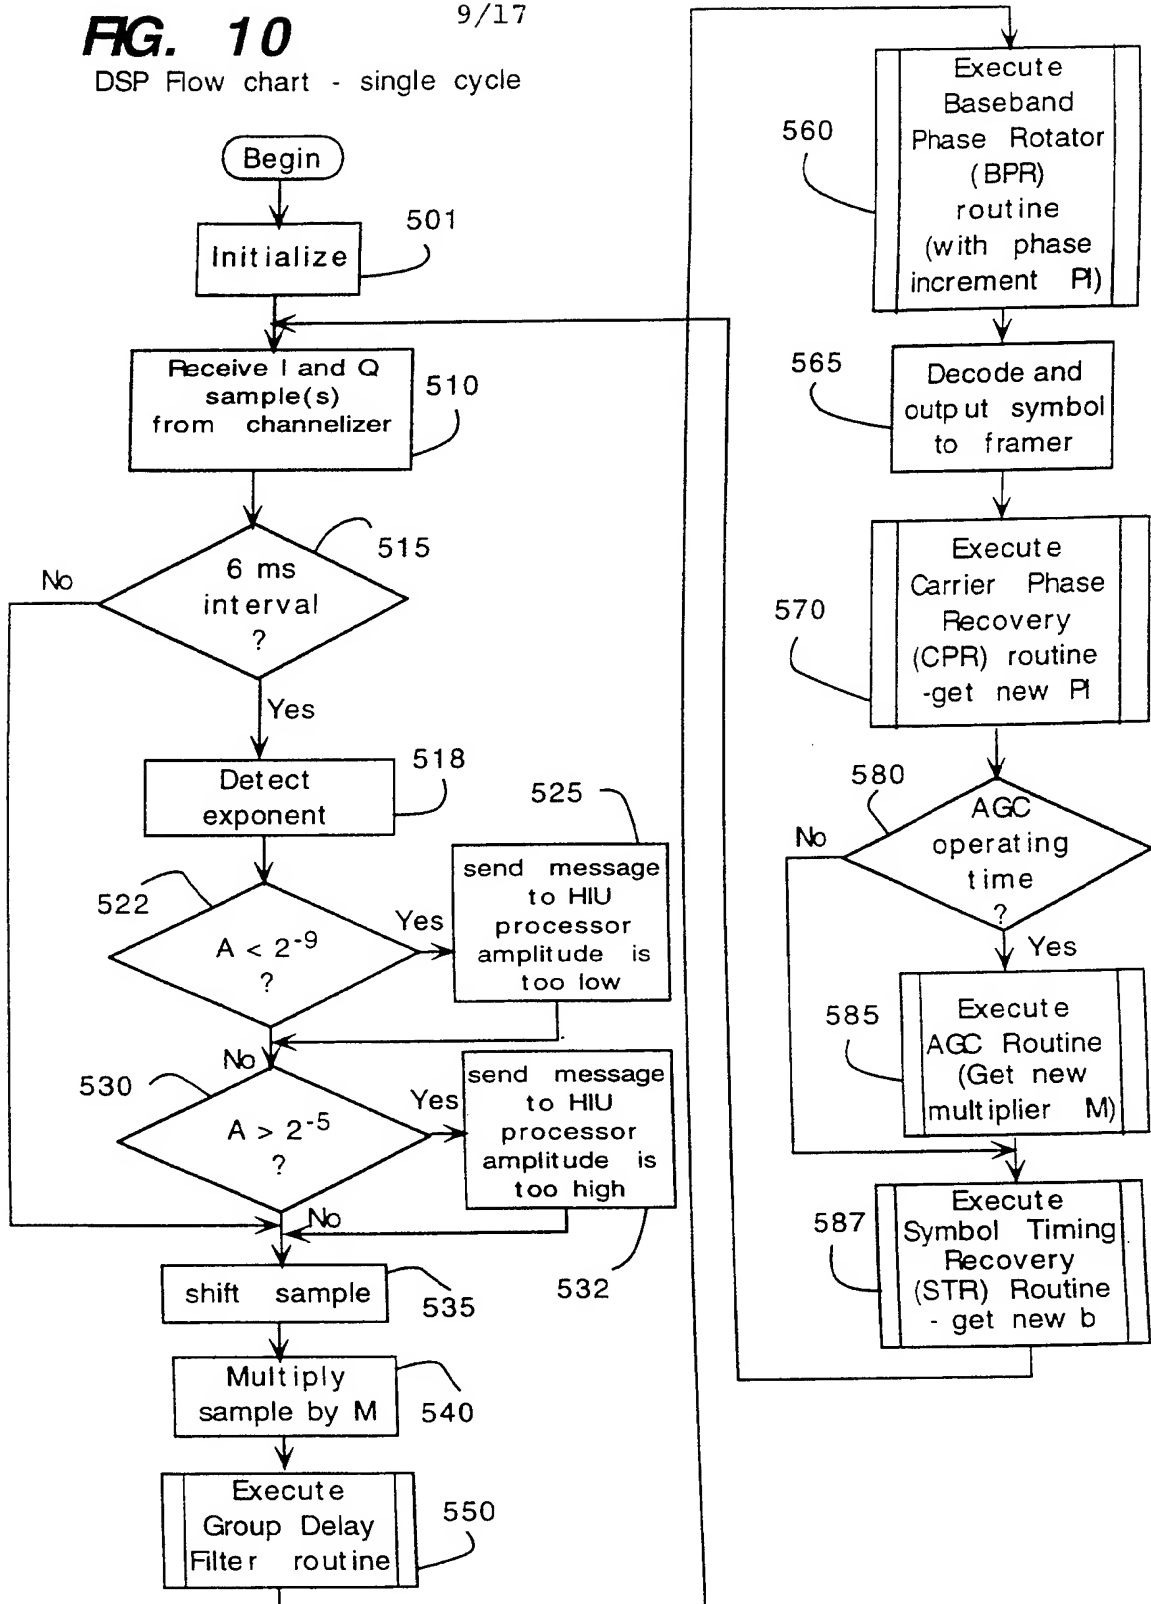 9/17
FIG. 10
DSP Flow chart - single cycle
Begin
501
Initialize
Receive I and Q
sample(s)
from channelizer
510
515
6 ms
interval
?
No
Yes
518
Detect
exponent
525
send message
to HIU
processor
amplitude is
too low
522
A < 2⁻⁹
?
Yes
No
530
A > 2⁻⁵
?
Yes
send message
to HIU
processor
amplitude is
too high
532
No
shift sample
535
Multiply
sample by M
540
Execute
Group Delay
Filter routine
550
560
Execute
Baseband
Phase Rotator
(BPR)
routine
(with phase
increment PI)
565
Decode and
output symbol
to framer
570
Execute
Carrier Phase
Recovery
(CPR) routine
-get new PI
580
AGC
operating
time
?
No
Yes
585
Execute
AGC Routine
(Get new
multiplier M)
587
Execute
Symbol Timing
Recovery
(STR) Routine
- get new b